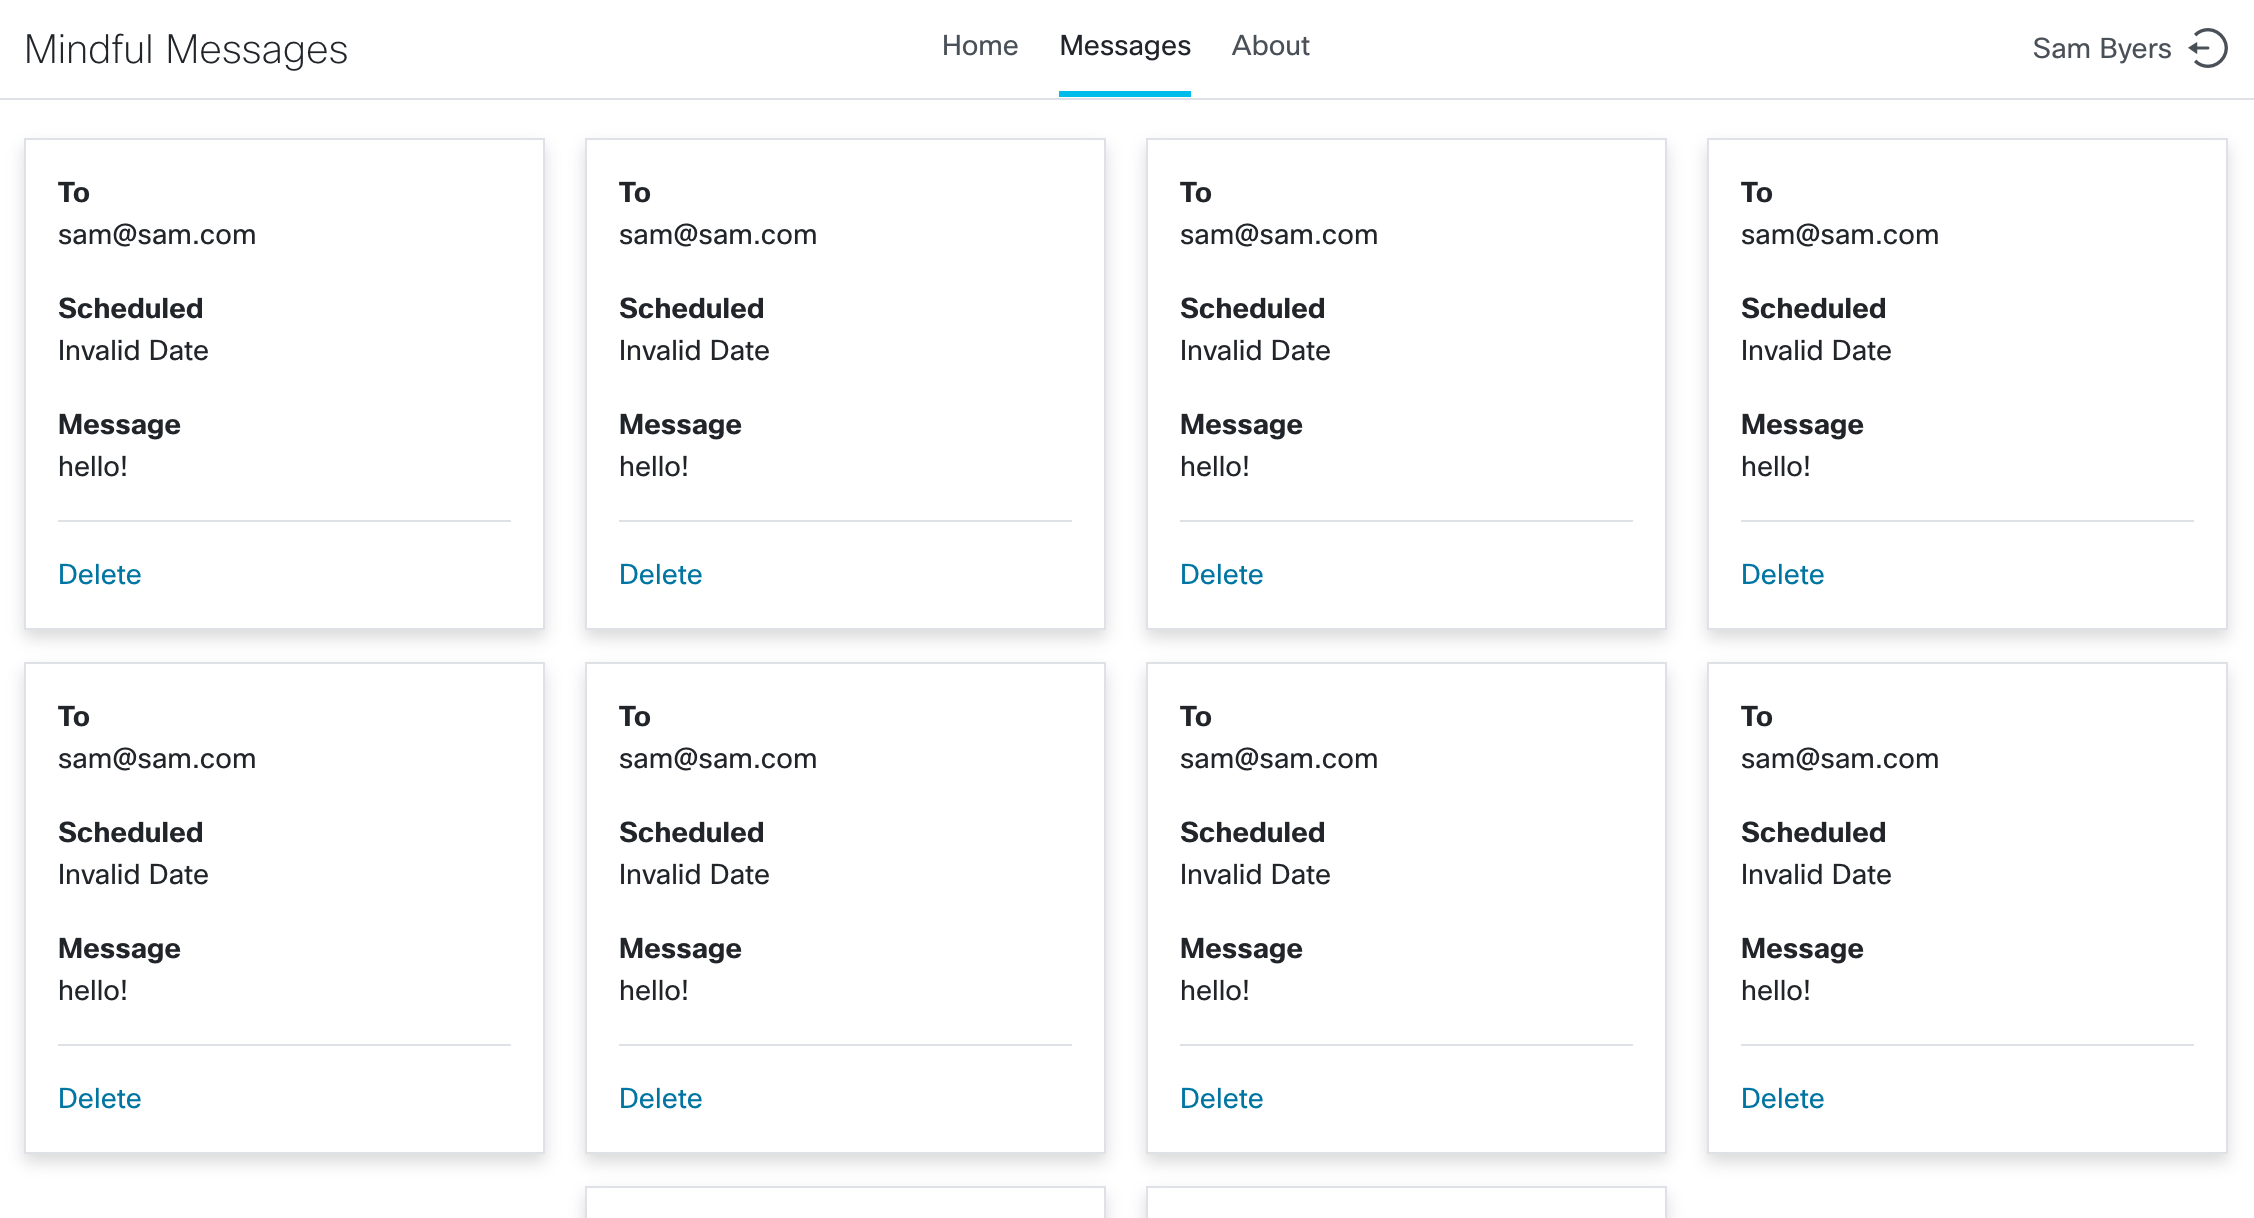 Mindful Messages
Home Messages About
Sam Byers
To
sam@sam.com
Scheduled
Invalid Date
Message
hello!
Delete
To
sam@sam.com
Scheduled
Invalid Date
Message
hello!
Delete
To
sam@sam.com
Scheduled
Invalid Date
Message
hello!
Delete
To
sam@sam.com
Scheduled
Invalid Date
Message
hello!
Delete
To
sam@sam.com
Scheduled
Invalid Date
Message
hello!
Delete
To
sam@sam.com
Scheduled
Invalid Date
Message
hello!
Delete
To
sam@sam.com
Scheduled
Invalid Date
Message
hello!
Delete
To
sam@sam.com
Scheduled
Invalid Date
Message
hello!
Delete